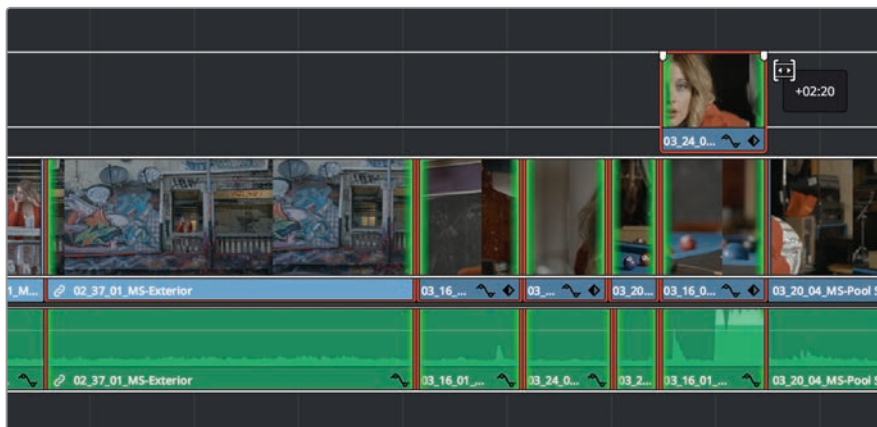 +02:20
03_24_0...
1_M...
02_37_01_MS-Exterior
03_16_...
03_...
03_20...
03_16_0...
03_20_04_MS-Pool S
02_37_01_MS-Exterior
03_16_01_...
03_24_0...
03_2...
03_16_01_...
03_20_04_MS-Pool S